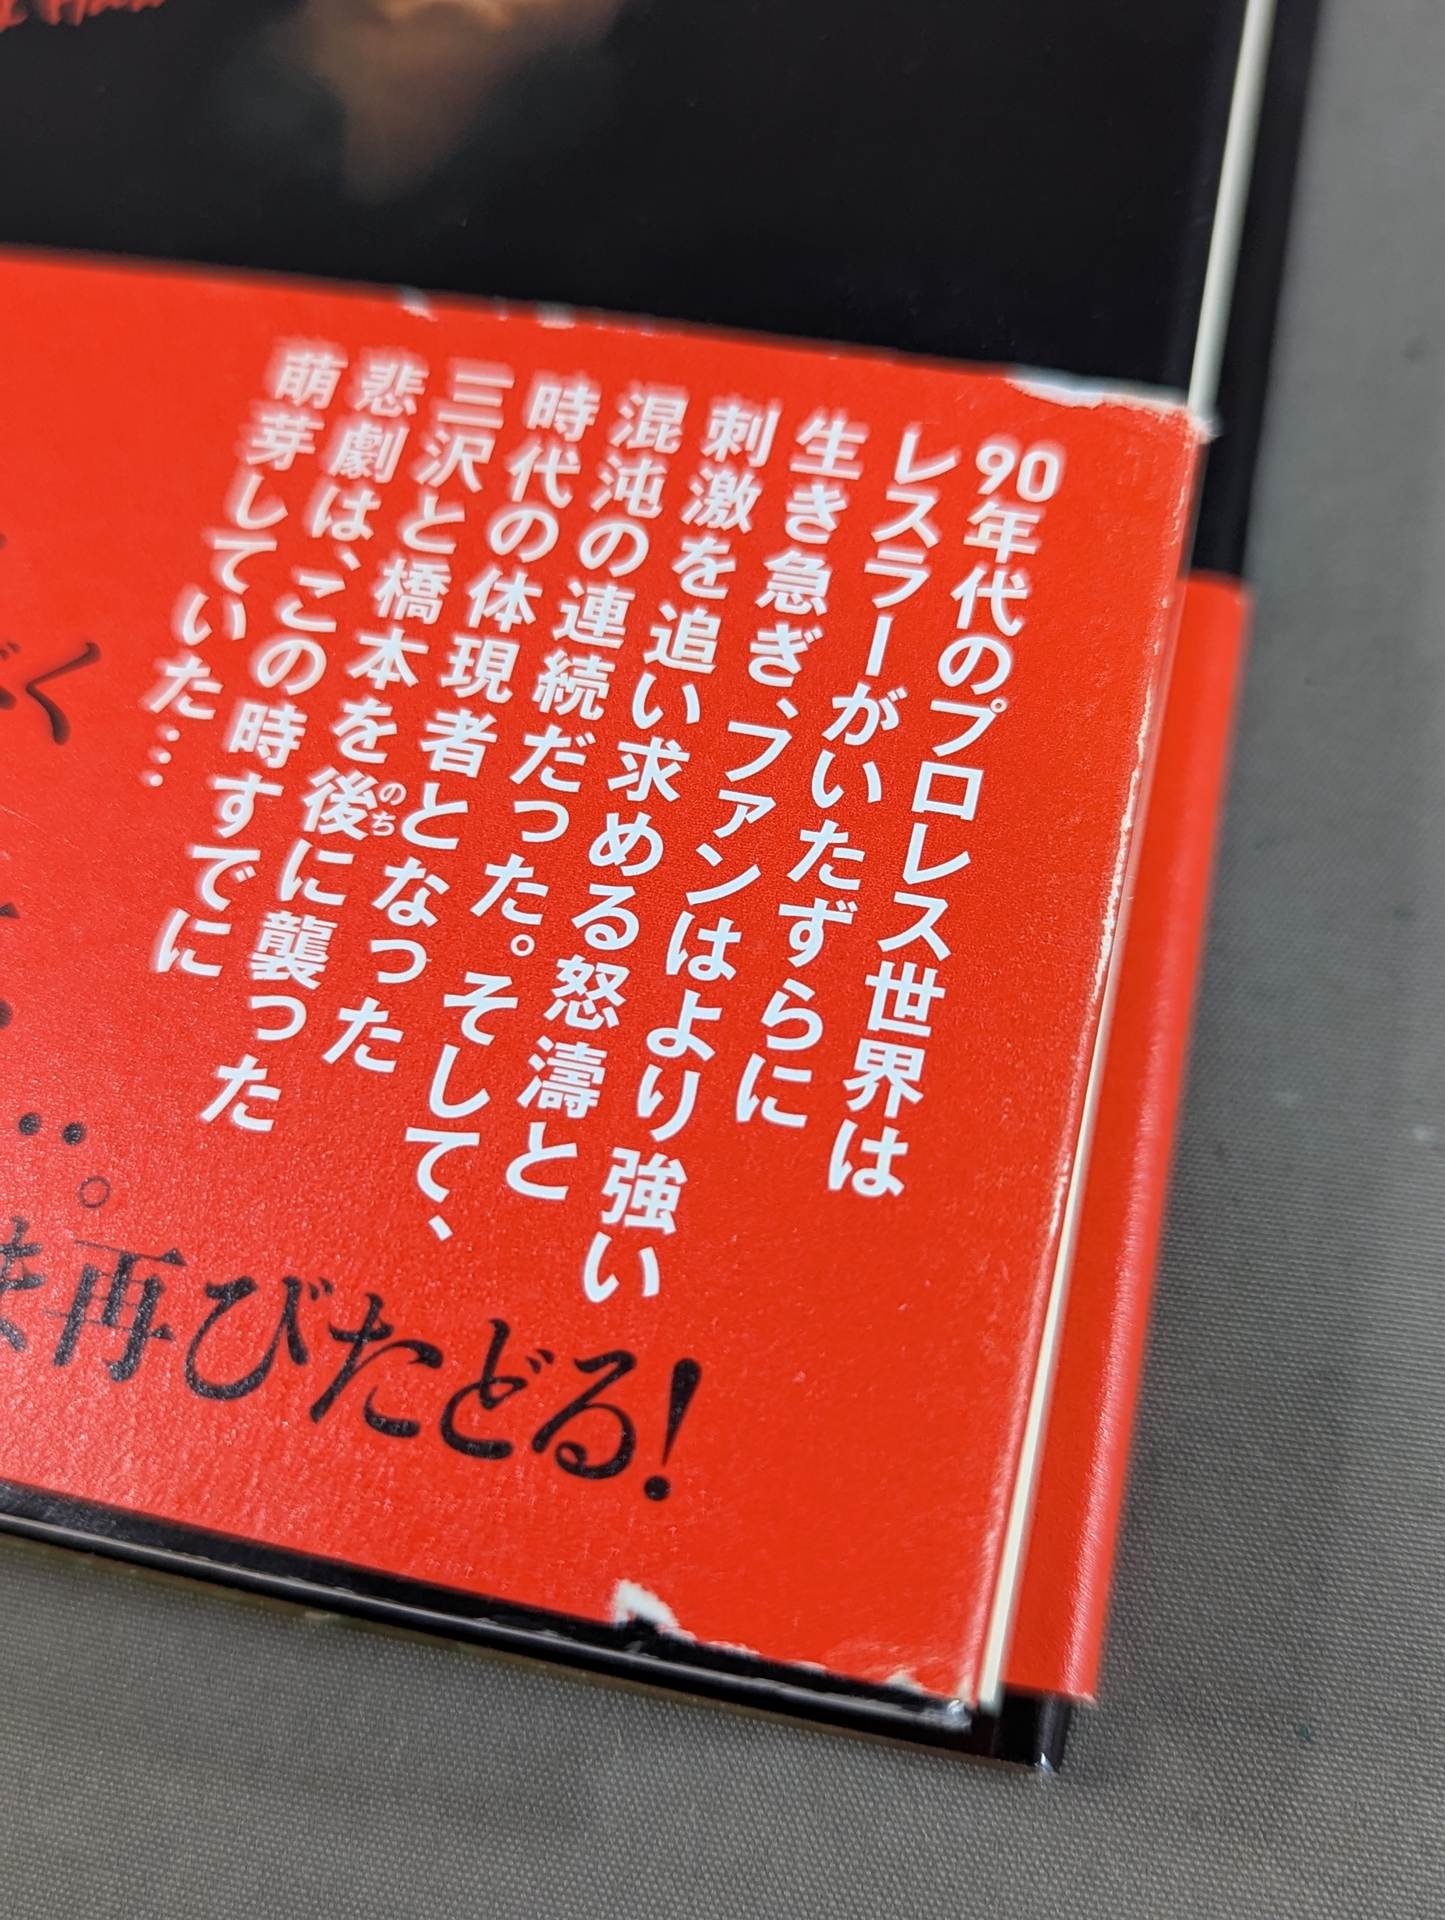 90年代のプロレス世界は
レスラーがいたずらに
生き急ぎ、ファンはより強い
刺激を追い求める怒濤と
混沌の連続だった。そして、
時代の体現者となった
三沢と橋本を後に襲った
のち
悲劇は、この時すでに
萌芽していた…
再びたどる!